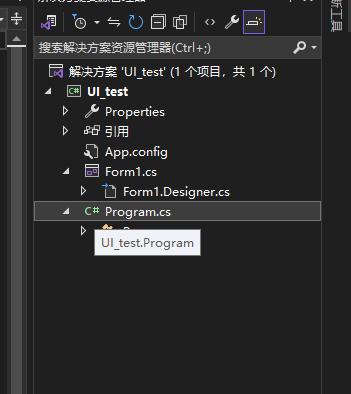 搜索解决方案资源管理器(Ctrl+;)
解决方案 'UI_test' (1 个项目，共 1 个)
UI_test
Properties
引用
App.config
Form1.cs
Form1.Designer.cs
Program.cs
UI_test.Program